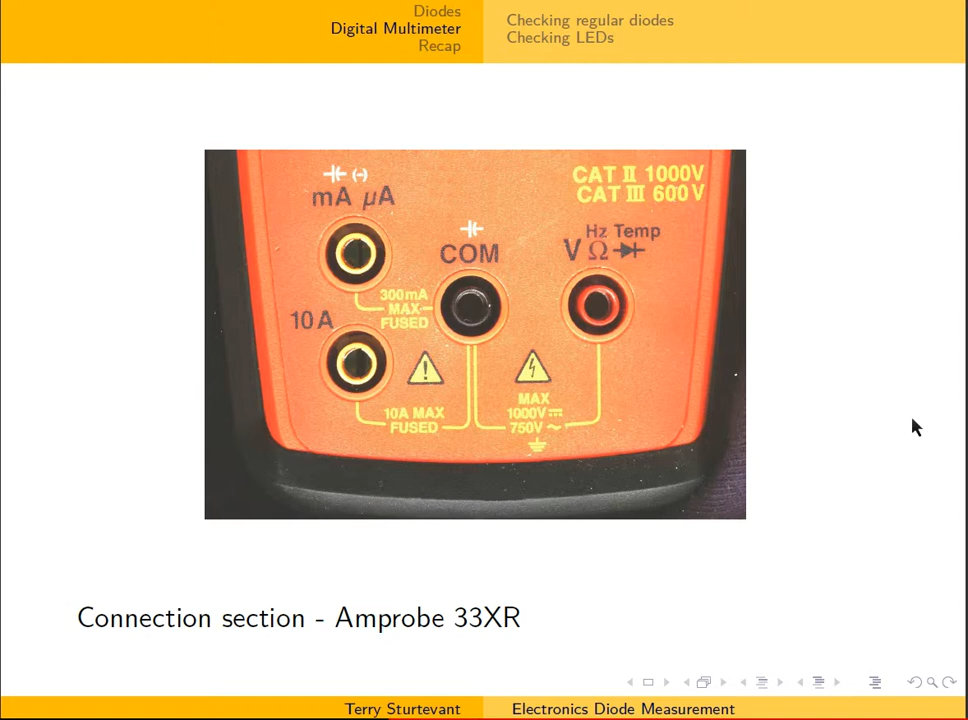 Diodes
Digital Multimeter
Recap
Checking regular diodes
Checking LEDs
(-)
mA µA
CAT II 1000V
CAT III 600V
COM
Hz Temp
V Ω
300mA
MAX
FUSED
10A
10A MAX
FUSED
MAX
1000V
750V ~
Connection section - Amprobe 33XR
Terry Sturtevant
Electronics Diode Measurement